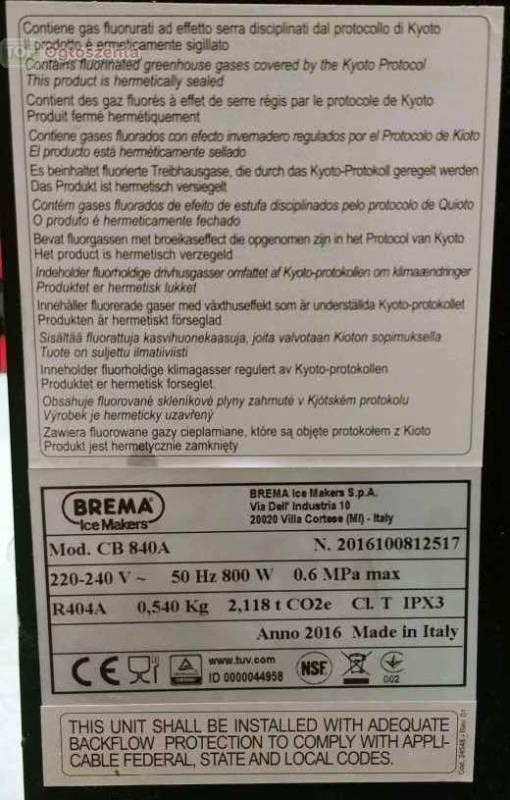 Contiene gas fluorurati ad effetto serra disciplinati dal protocollo di Kyoto
Il prodotto è ermeticamente sigillato
TOP Ogłoszenia
Contains fluorinated greenhouse gases covered by the Kyoto Protocol
This product is hermetically sealed
Contient des gaz fluorés à effet de serre régis par le protocole de Kyoto
Produit fermé hermétiquement
Contiene gases fluorados con efecto invernadero regulados por el Protocolo de Kioto
El producto está herméticamente sellado
Es beinhaltet fluorierte Treibhausgase, die durch das Kyoto-Protokoll geregelt werden
Das Produkt ist hermetisch versiegelt
Contém gases fluorados de efeito de estufa disciplinados pelo protocolo de Quioto
O produto é hermeticamente fechado
Bevat fluorgassen met broeikaseffect die opgenomen zijn in het Protocol van Kyoto
Het product is hermetisch verzegeld
Indeholder fluorholdige drivhusgasser omfattet af Kyoto-protokollen om klimaændringer
Produktet er hermetisk lukket
Innehåller fluorerade gaser med växthuseffekt som är underställda Kyoto-protokollet
Produkten är hermetiskt förseglad
Sisältää fluorattuja kasvihuonekaasuja, joita valvotaan Kioton sopimuksella
Tuote on suljettu ilmatiiviisti
Inneholder fluorholdige klimagasser regulert av Kyoto-protokollen
Produktet er hermetisk forseglet.
Obsahuje fluorované skleníkové plyny zahrnuté v Kjótském protokolu
Výrobek je hermeticky uzavřený
Zawiera fluorowane gazy cieplarniane, które są objęte protokołem z Kioto
Produkt jest hermetycznie zamknięty
BREMA®
Ice Makers
BREMA Ice Makers S.p.A.
Via Dell' Industria 10
20020 Villa Cortese (MI) - Italy
Mod. CB 840A N. 2016100812517
220-240 V ~ 50 Hz 800 W 0.6 MPa max
R404A 0,540 Kg 2,118 t CO2e Cl. T IPX3
Anno 2016 Made in Italy
CE
www.tuv.com
ID 0000044958
NSF
002
THIS UNIT SHALL BE INSTALLED WITH ADEQUATE
BACKFLOW PROTECTION TO COMPLY WITH APPLI-
CABLE FEDERAL, STATE AND LOCAL CODES.